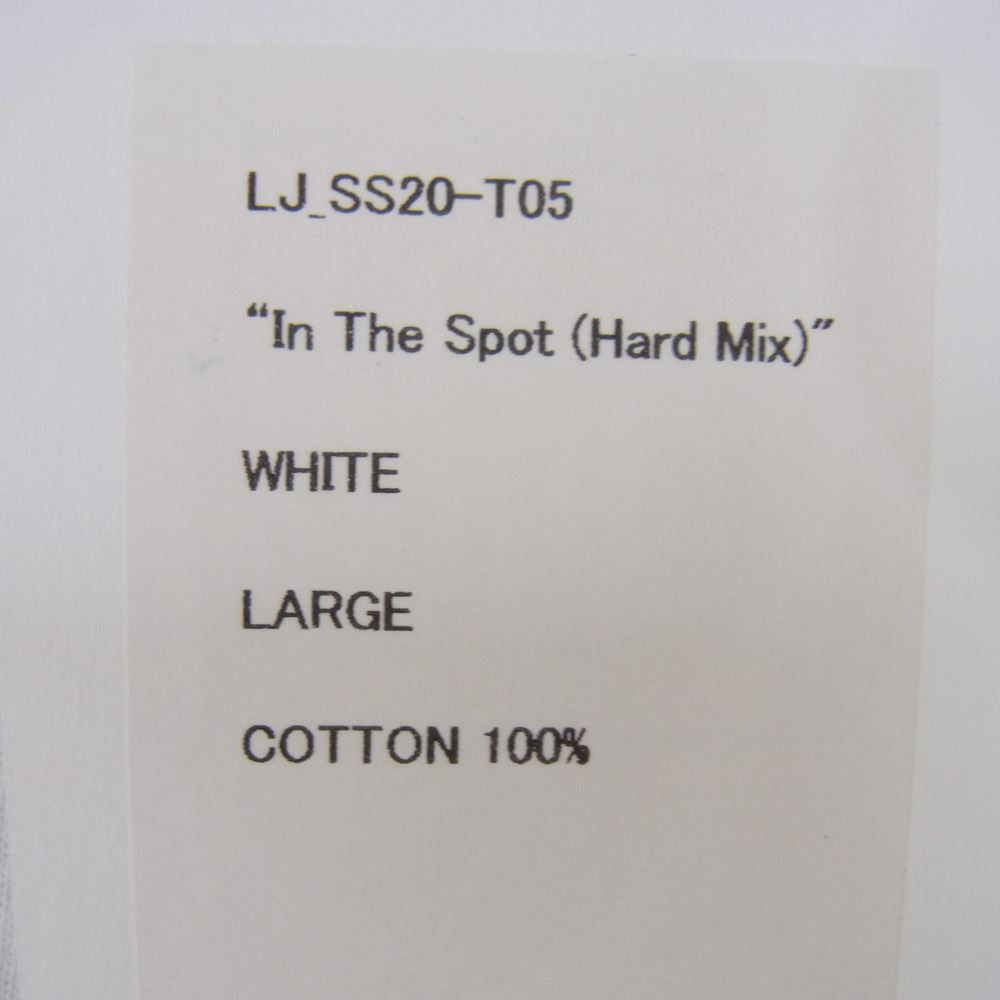 LJ_SS20-T05
“In The Spot (Hard Mix)”
WHITE
LARGE
COTTON 100%